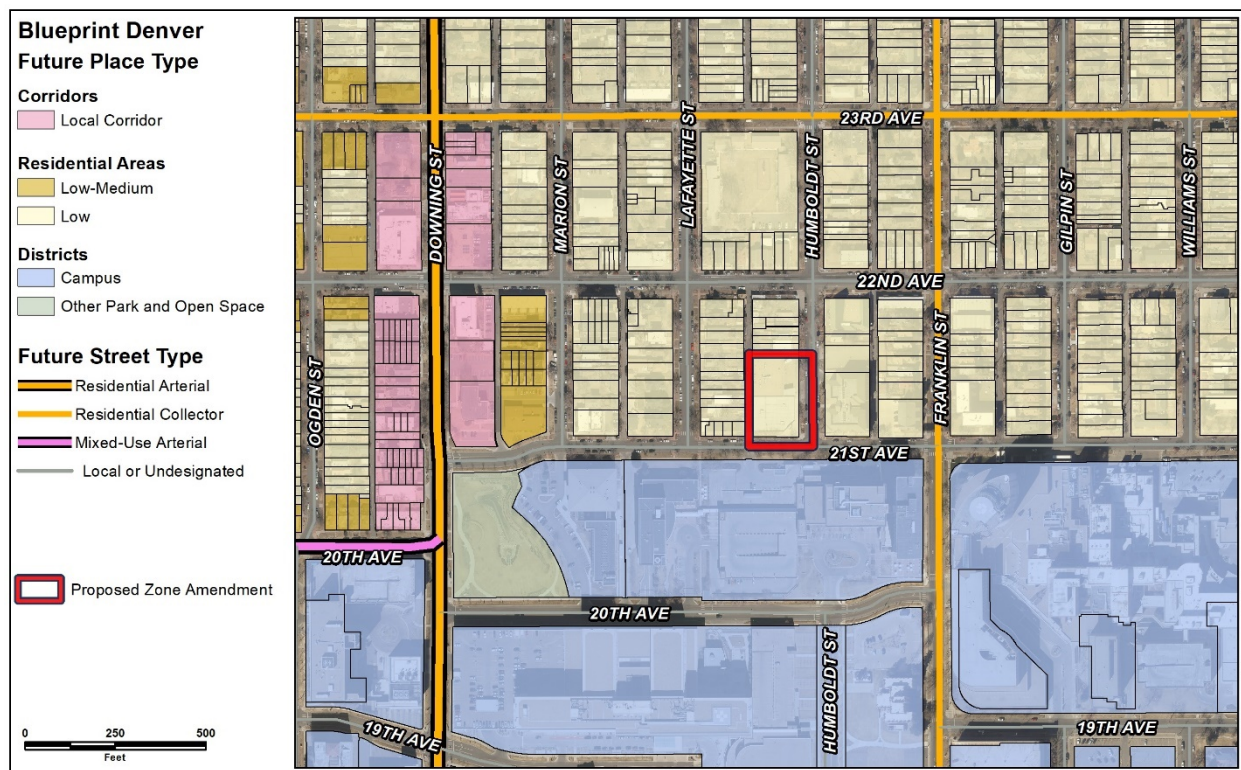 Blueprint Denver
Future Place Type
Corridors
Local Corridor
Residential Areas
Low-Medium
Low
Districts
Campus
Other Park and Open Space
Future Street Type
Residential Arterial
Residential Collector
Mixed-Use Arterial
Local or Undesignated
Proposed Zone Amendment
0 250 500
Feet
23RD AVE
DOWNING ST
MARION ST
LAFAYETTE ST
HUMBOLDT ST
GILPIN ST
WILLIAMS ST
22ND AVE
OGDEN ST
FRANKLIN ST
21ST AVE
20TH AVE
20TH AVE
HUMBOLDT ST
19TH AVE
19TH AVE